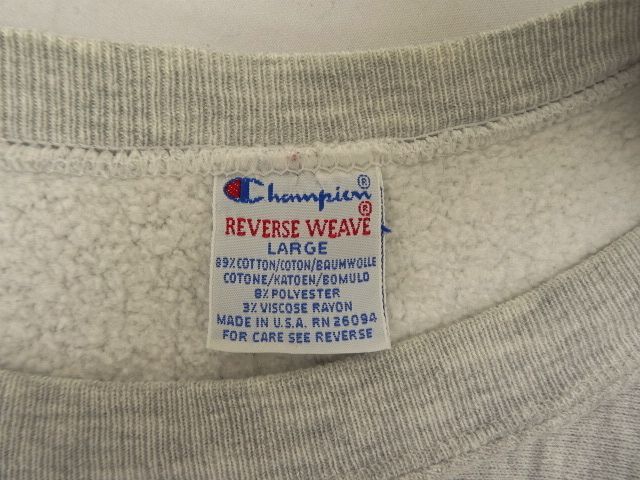 Champion®
REVERSE WEAVE®
LARGE
89% COTTON/COTON/BAUMWOLLE
COTONE/KATOEN/BOMULD
8% POLYESTER
3% VISCOSE RAYON
MADE IN U.S.A. RN 26094
FOR CARE SEE REVERSE